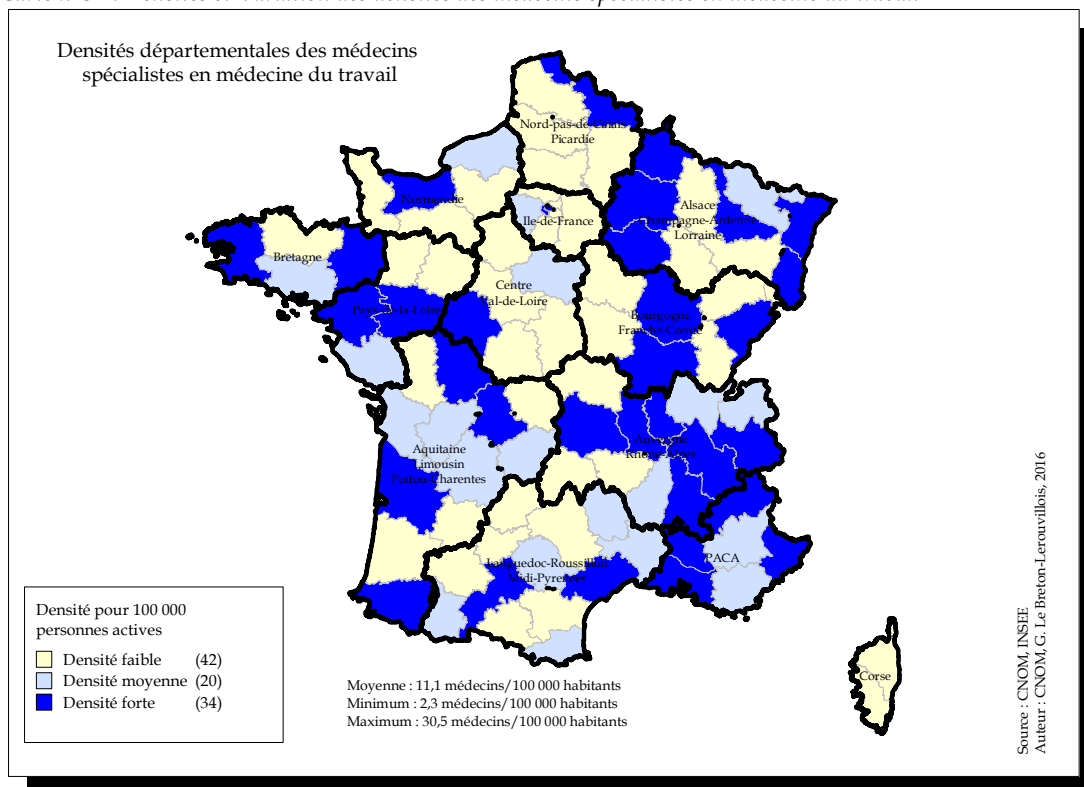 Densités départementales des médecins
spécialistes en médecine du travail
Nord-pas-de-Calais
Picardie
Normandie
Ile-de-France
Alsace
Champagne-Ardenne
Lorraine
Bretagne
Centre
Val-de-Loire
Pays-de-la-Loire
Bourgogne
Franche-Comté
Aquitaine
Limousin
Poitou-Charentes
Auvergne
Rhône-Alpes
PACA
Languedoc-Roussillon
Midi-Pyrénées
Corse
Densité pour 100 000
personnes actives
Densité faible (42)
Densité moyenne (20)
Densité forte (34)
Moyenne : 11,1 médecins/100 000 habitants
Minimum : 2,3 médecins/100 000 habitants
Maximum : 30,5 médecins/100 000 habitants
Source : CNOM, INSEE
Auteur : CNOM, G. Le Breton-Lerouvillois, 2016